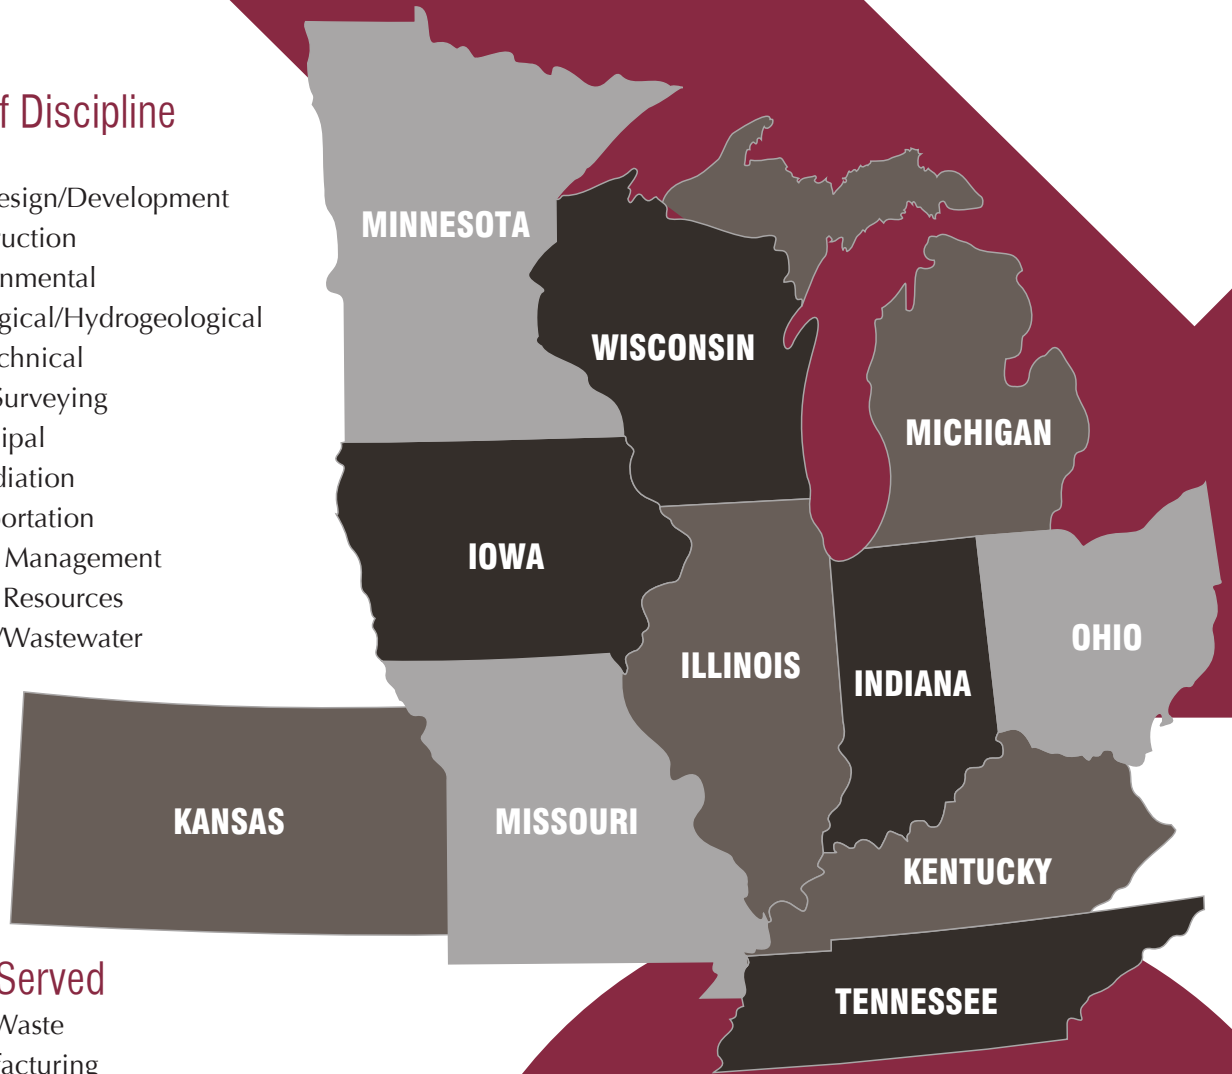 f Discipline
esign/Development
uction
nmental
gical/Hydrogeological
chnical
Surveying
ipal
diation
ortation
Management
Resources
/Wastewater
Served
Waste
facturing
MINNESOTA
WISCONSIN
MICHIGAN
IOWA
ILLINOIS
INDIANA
OHIO
KANSAS
MISSOURI
KENTUCKY
TENNESSEE